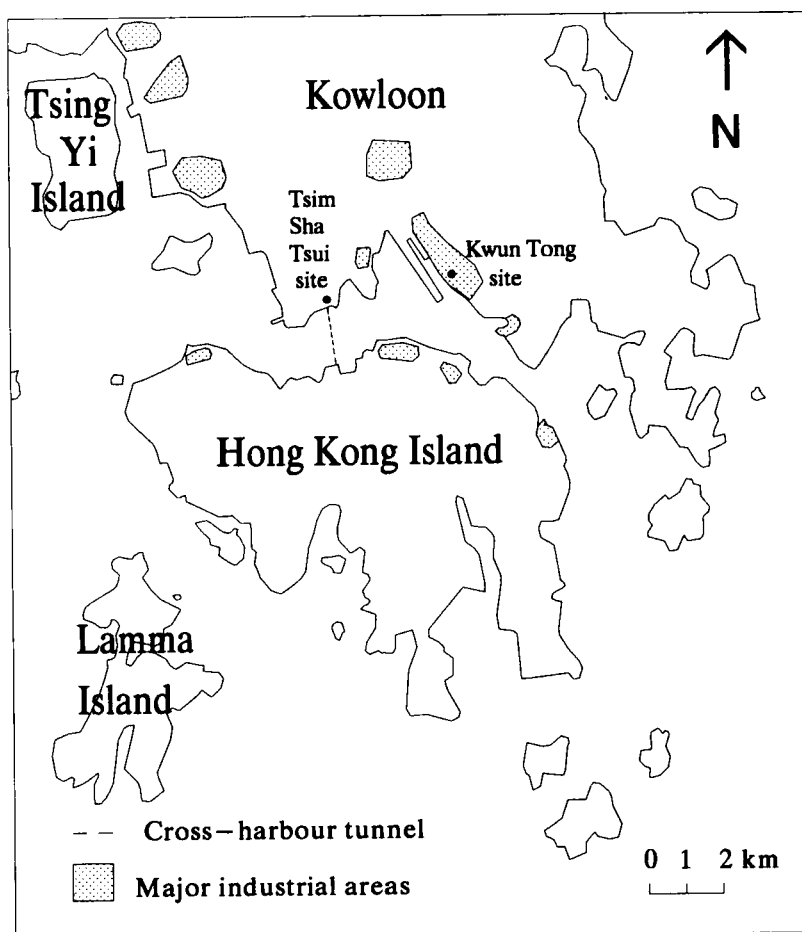 Kowloon
Tsing
Yi
Island
N
Tsim
Sha
Tsui
site
Kwun Tong
site
Hong Kong Island
Lamma
Island
-- Cross-harbour tunnel
Major industrial areas
0 1 2 km